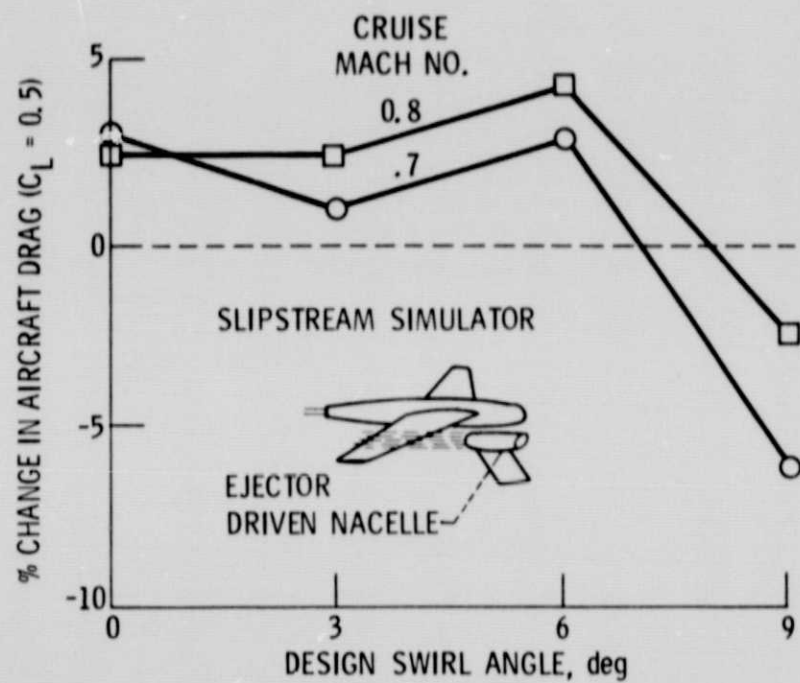 CRUISE
MACH NO.
5
0.8
.7
0
SLIPSTREAM SIMULATOR
-5
EJECTOR
DRIVEN NACELLE
-10
0 3 6 9
DESIGN SWIRL ANGLE, deg
% CHANGE IN AIRCRAFT DRAG (CL = 0.5)